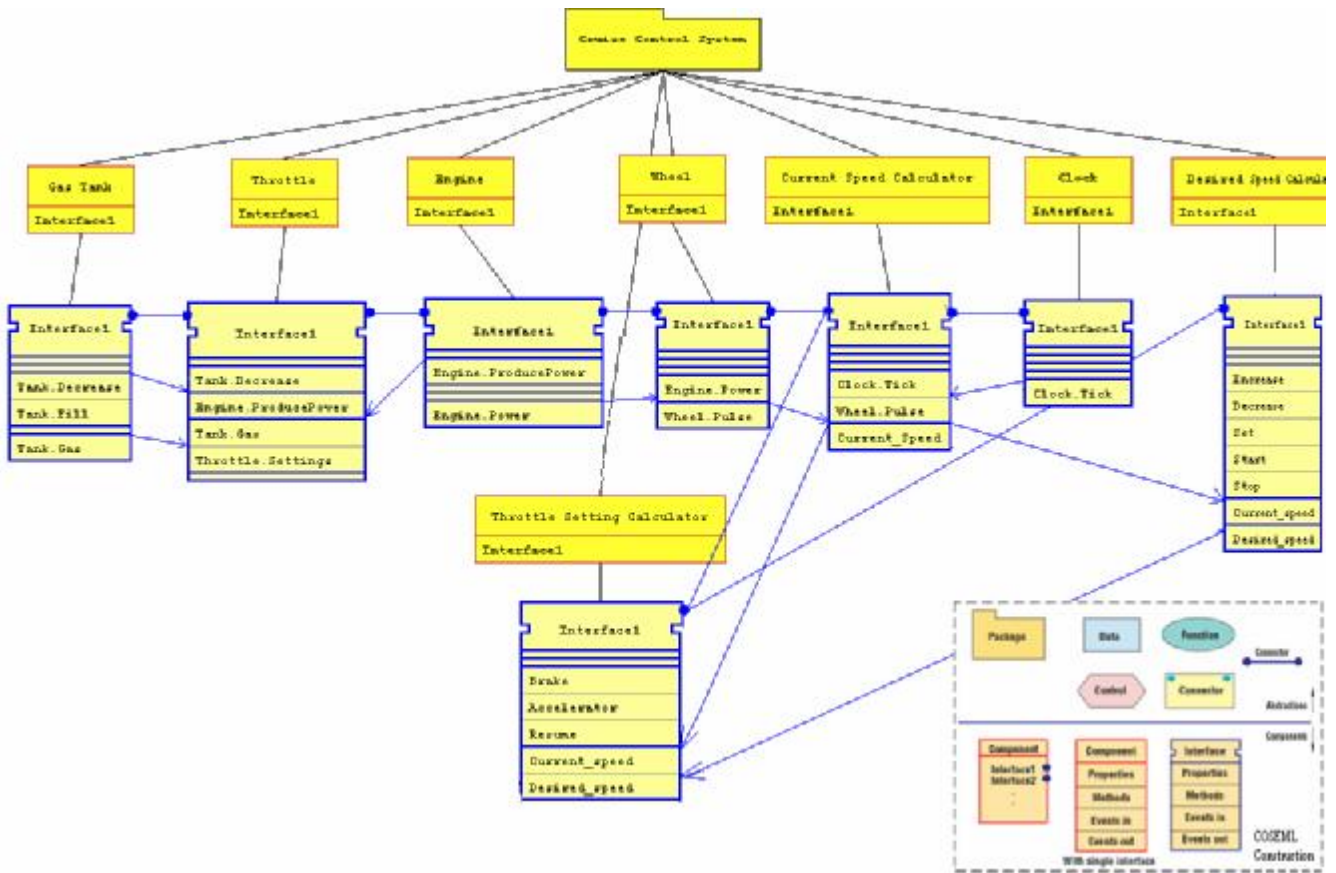 Control System
Gas Tank
Interface1
Throttle
Interface1
Engine
Interface1
Wheel
Interface1
Current Speed Calculator
Interface1
Clock
Interface1
Desired Speed Calcula
Interface1
Interface1
Tank.Decrease
Tank.Fill
Tank.Gas
Interface1
Tank.Decrease
Engine.ProducePower
Tank.Gas
Throttle.Settings
Interface1
Engine.ProducePower
Engine.Power
Interface1
Engine.Power
Wheel.Pulse
Interface1
Clock.Tick
Wheel.Pulse
Current_Speed
Interface1
Clock.Tick
Interface1
Increase
Decrease
Set
Start
Stop
Current_speed
Desired_speed
Throttle Setting Calculator
Interface1
Interface1
Brake
Accelerator
Resume
Current_speed
Desired_speed
Package
Data
Function
Connector
Control
Connector
Abstractions
Components
Component
Interface1
Interface2
Component
Properties
Methods
Events in
Events out
With single interface
Interface
Properties
Methods
Events in
Events out
COSEML
Construction